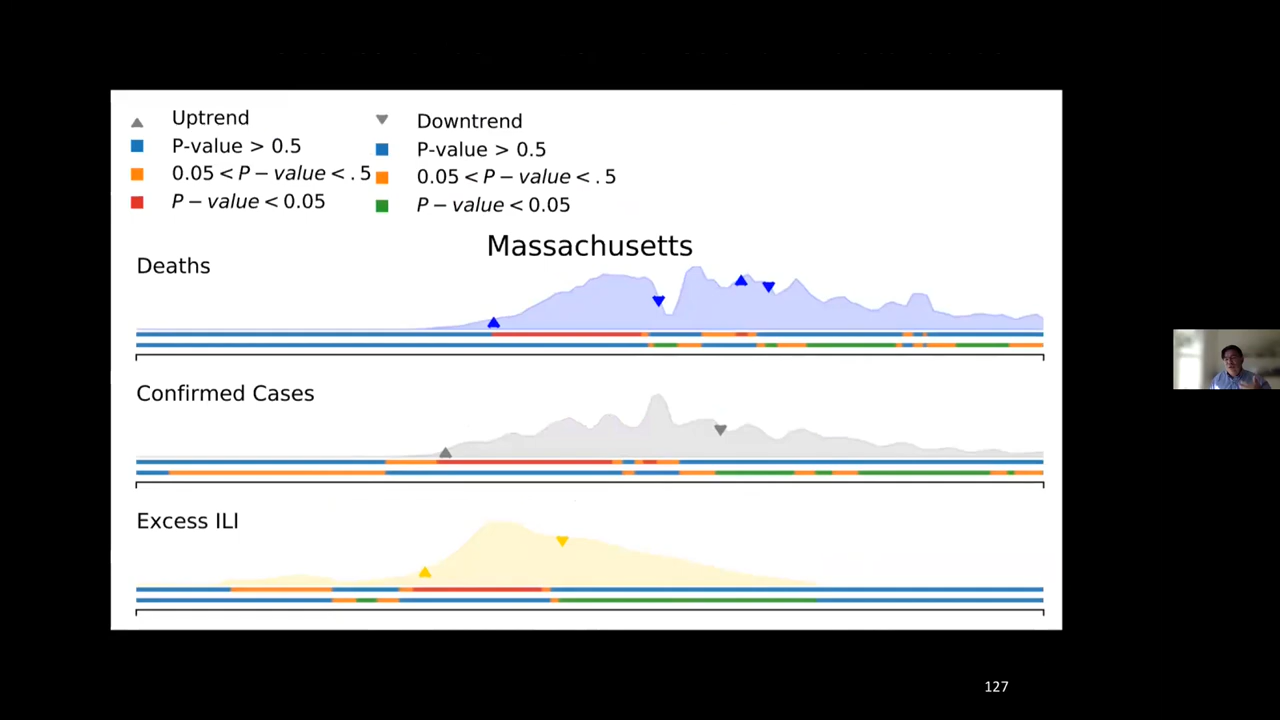 Uptrend
P-value > 0.5
0.05 < P − value < .5
P − value < 0.05
Downtrend
P-value > 0.5
0.05 < P − value < .5
P − value < 0.05
Massachusetts
Deaths
Confirmed Cases
Excess ILI
127